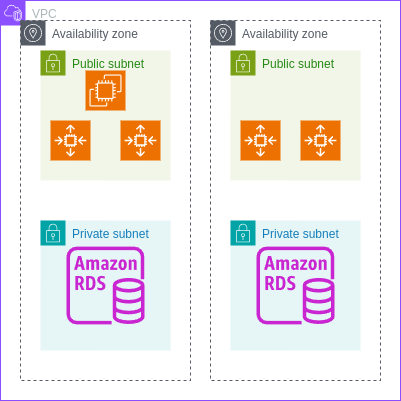 VPC
Availability zone
Availability zone
Public subnet
Public subnet
Private subnet
Private subnet
Amazon
RDS
Amazon
RDS